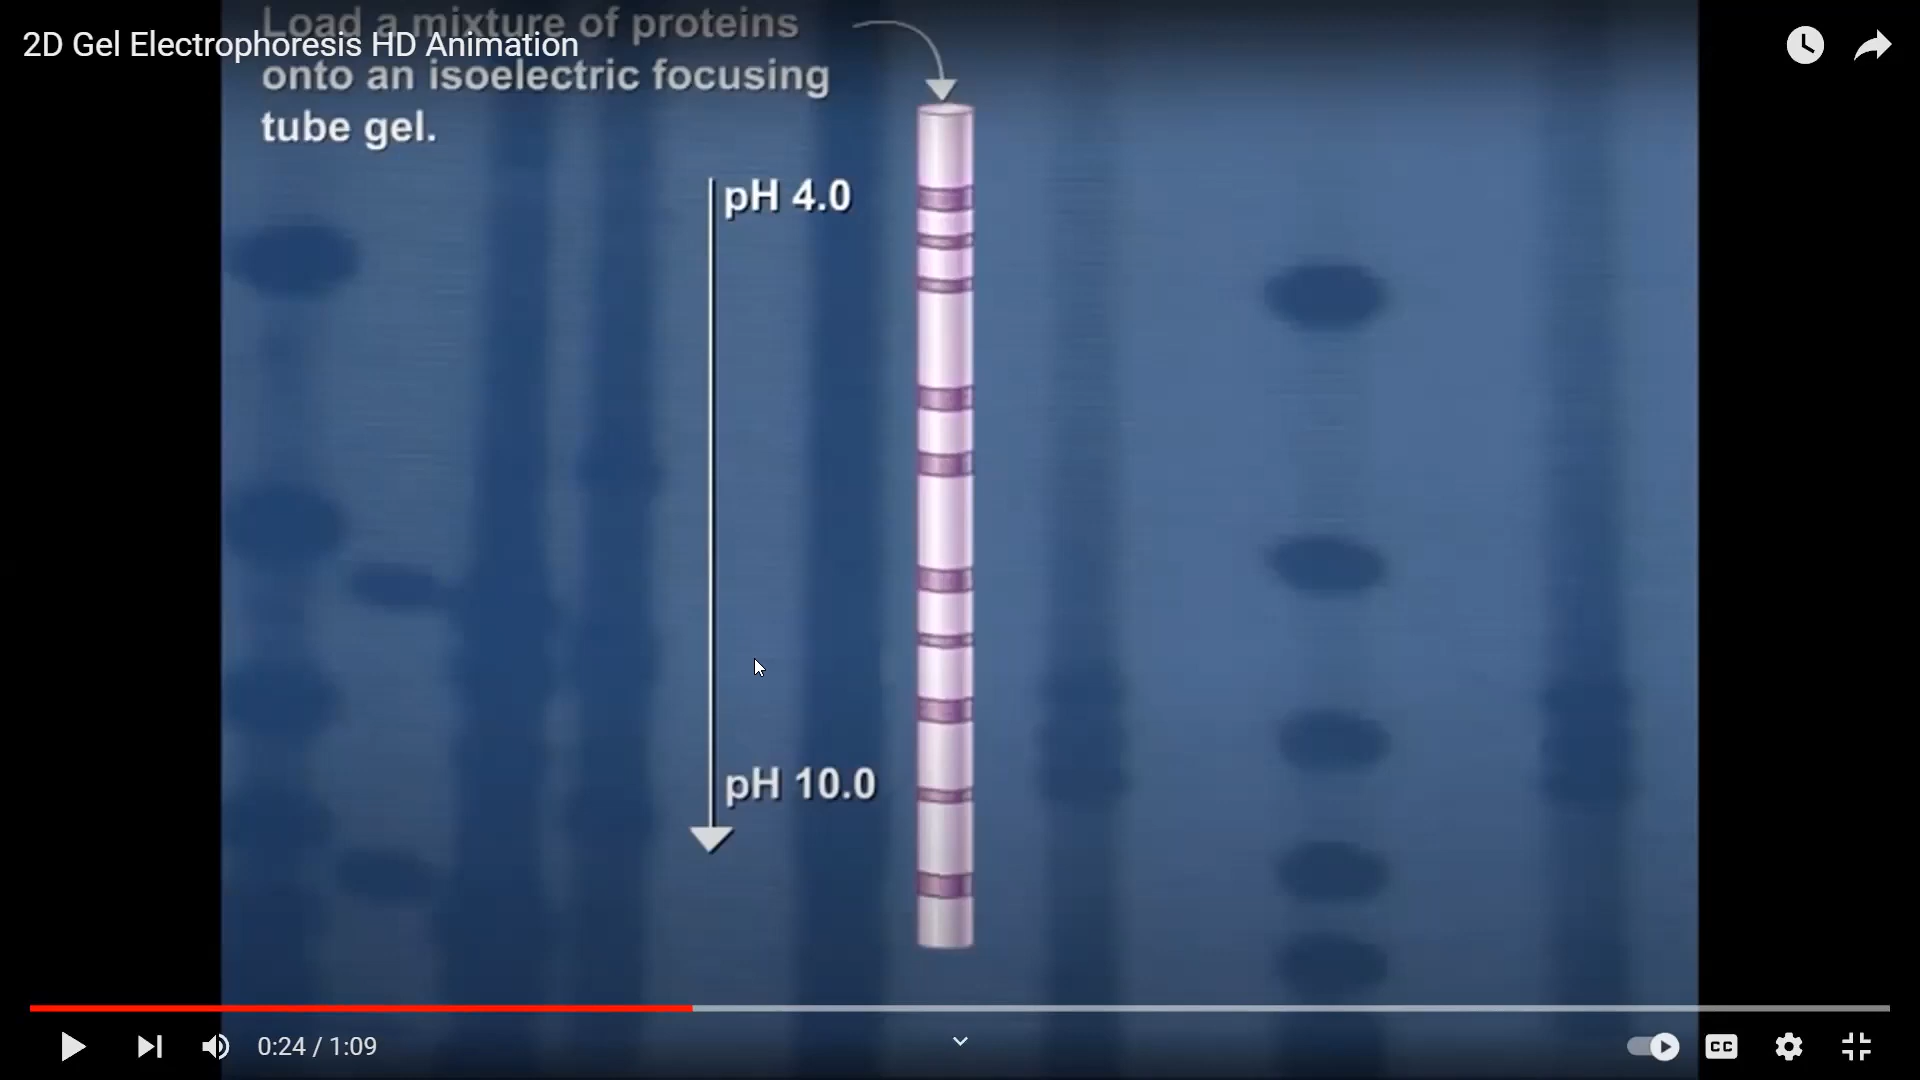 Load a mixture of proteins
2D Gel Electrophoresis HD Animation
onto an isoelectric focusing
tube gel.
pH 4.0
pH 10.0
0:24 / 1:09
CC